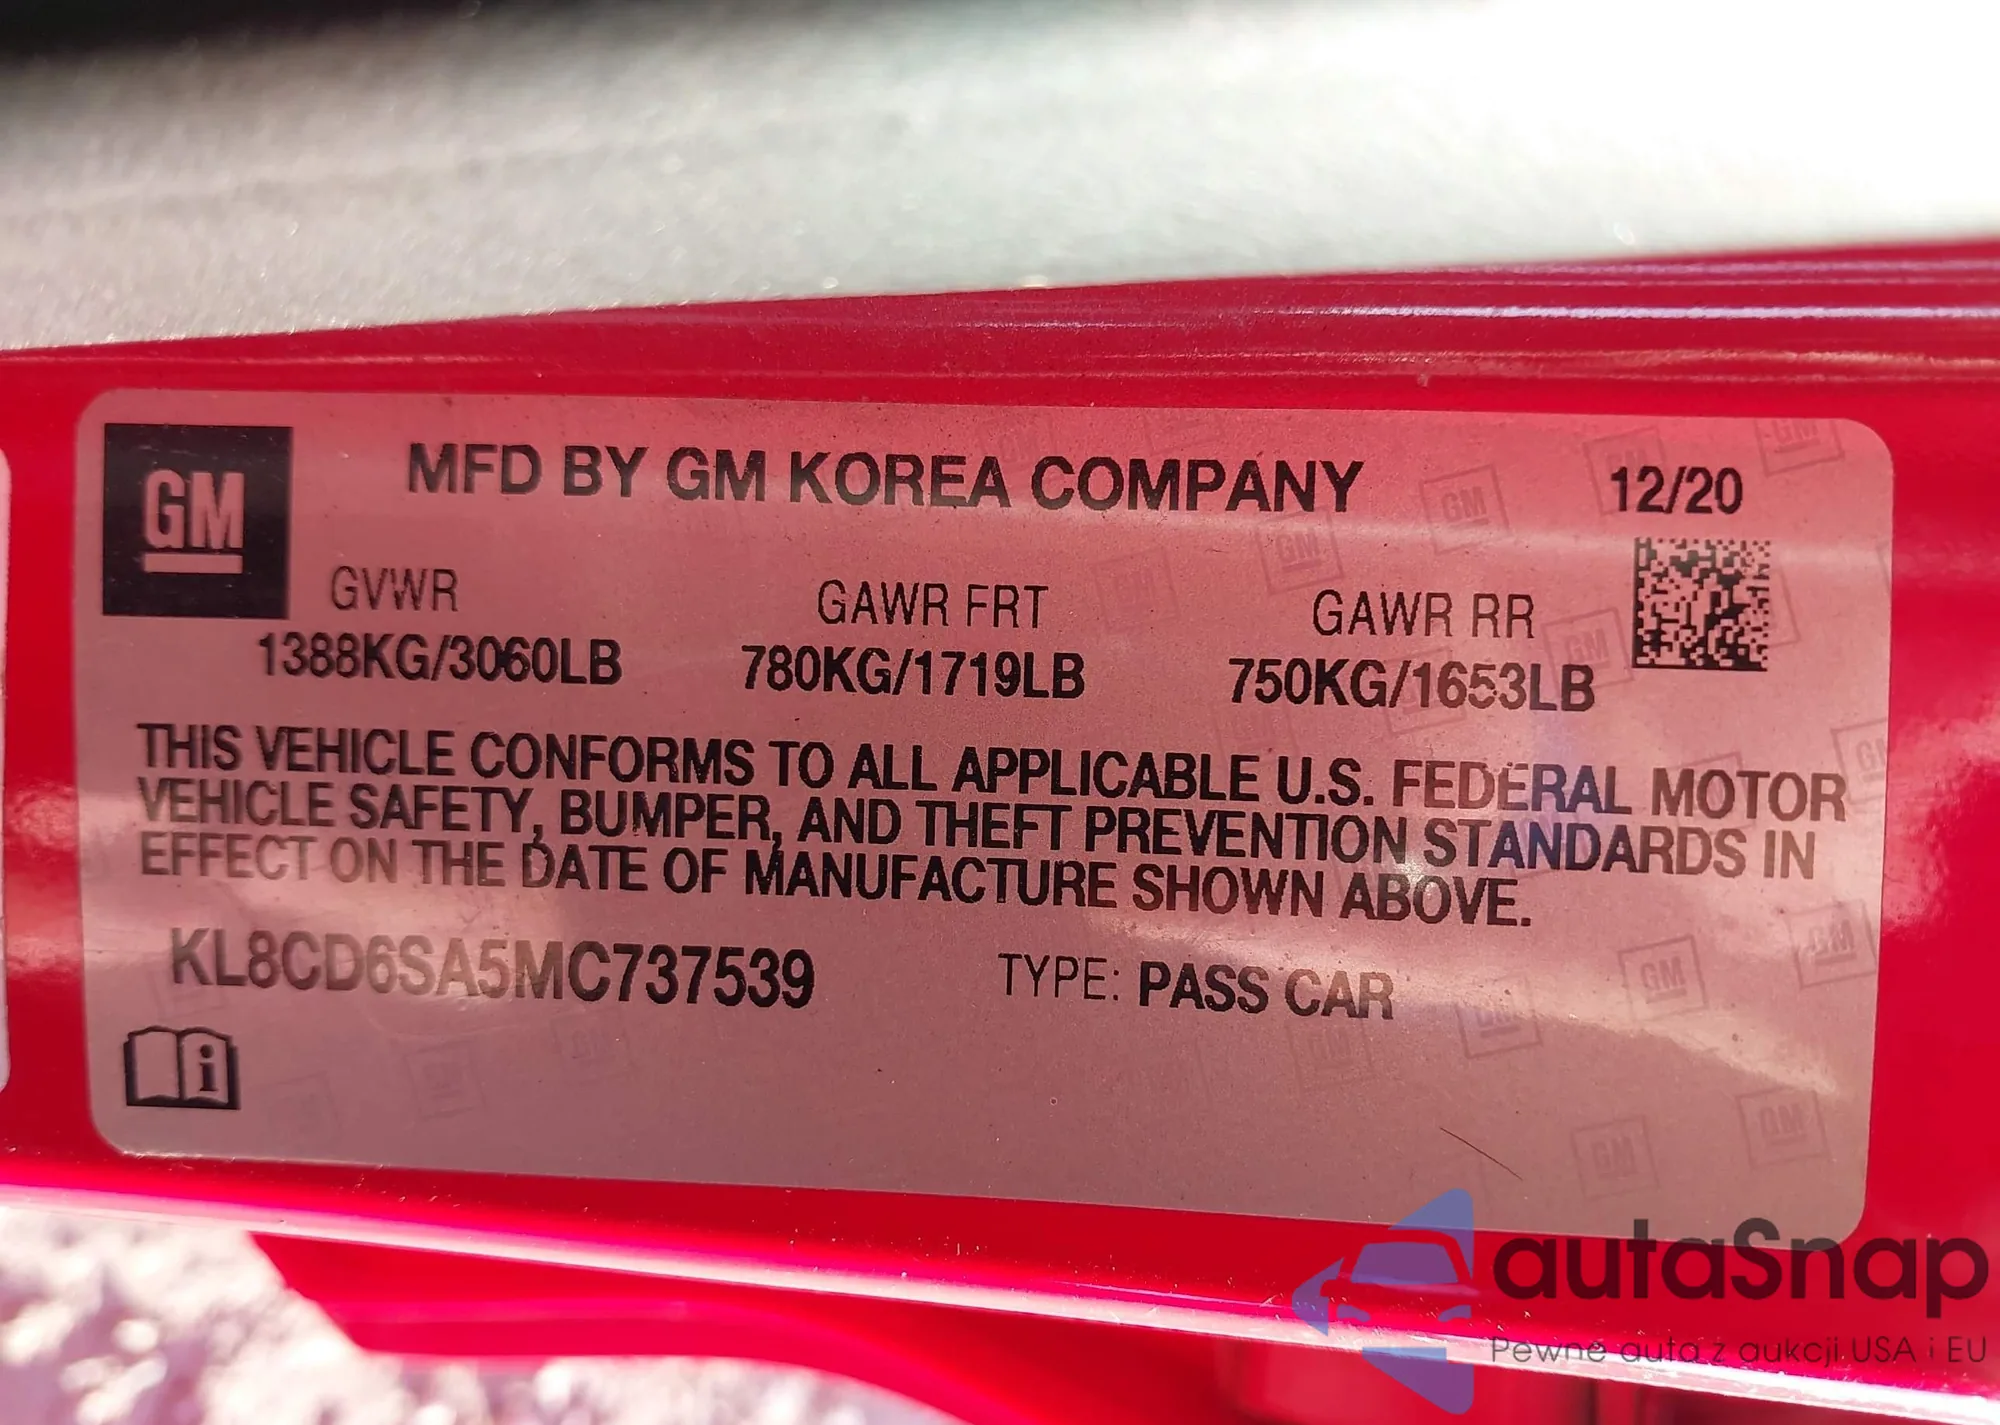 GM
MFD BY GM KOREA COMPANY 12/20
GVWR GAWR FRT GAWR RR
1388KG/3060LB 780KG/1719LB 750KG/1653LB
THIS VEHICLE CONFORMS TO ALL APPLICABLE U.S. FEDERAL MOTOR
VEHICLE SAFETY, BUMPER, AND THEFT PREVENTION STANDARDS IN
EFFECT ON THE DATE OF MANUFACTURE SHOWN ABOVE.
KL8CD6SA5MC737539 TYPE: PASS CAR
i
autaSnap
Pewne auta z aukcji USA i EU